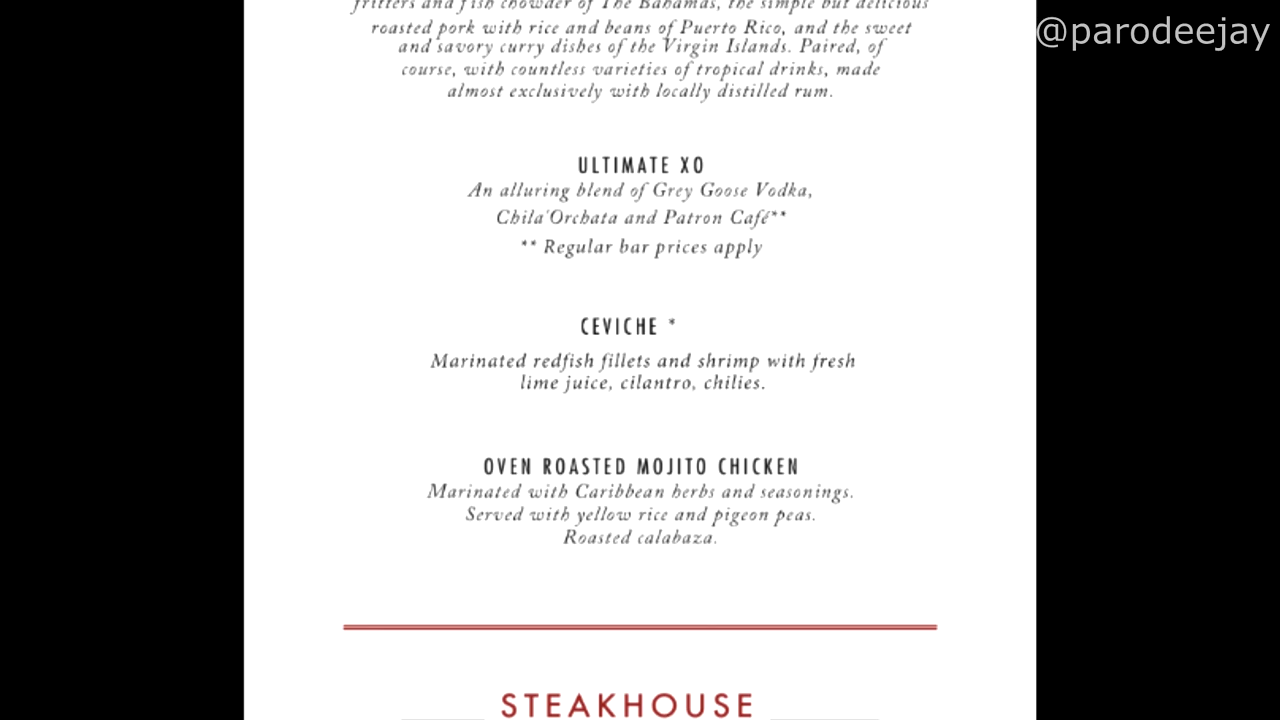 fritters and fish chowder of The Bahamas, the simple but delicious
@parodeejay
roasted pork with rice and beans of Puerto Rico, and the sweet
and savory curry dishes of the Virgin Islands. Paired, of
course, with countless varieties of tropical drinks, made
almost exclusively with locally distilled rum.
ULTIMATE XO
An alluring blend of Grey Goose Vodka,
Chila'Orchata and Patron Café**
** Regular bar prices apply
CEVICHE *
Marinated redfish fillets and shrimp with fresh
lime juice, cilantro, chilies.
OVEN ROASTED MOJITO CHICKEN
Marinated with Caribbean herbs and seasonings.
Served with yellow rice and pigeon peas.
Roasted calabaza.
STEAKHOUSE